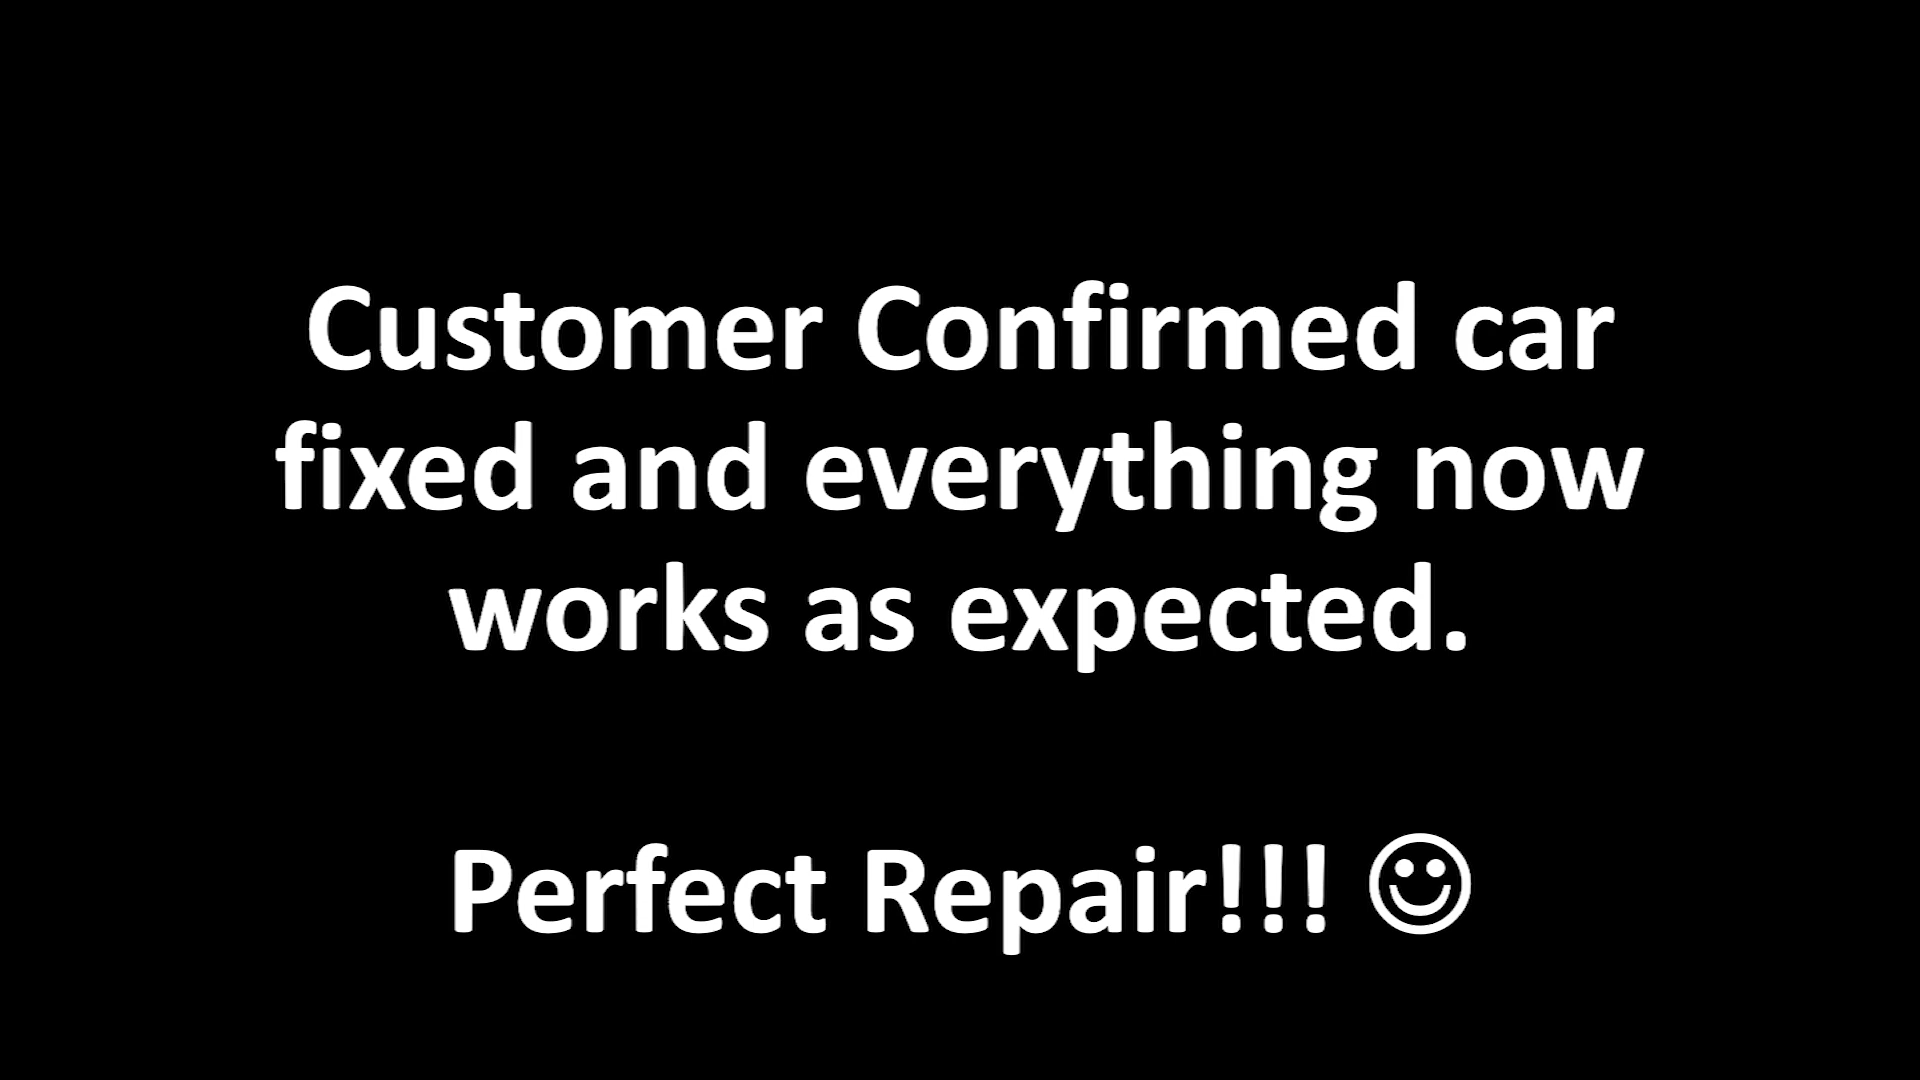 Customer Confirmed car
fixed and everything now
works as expected.
Perfect Repair!!! ☺